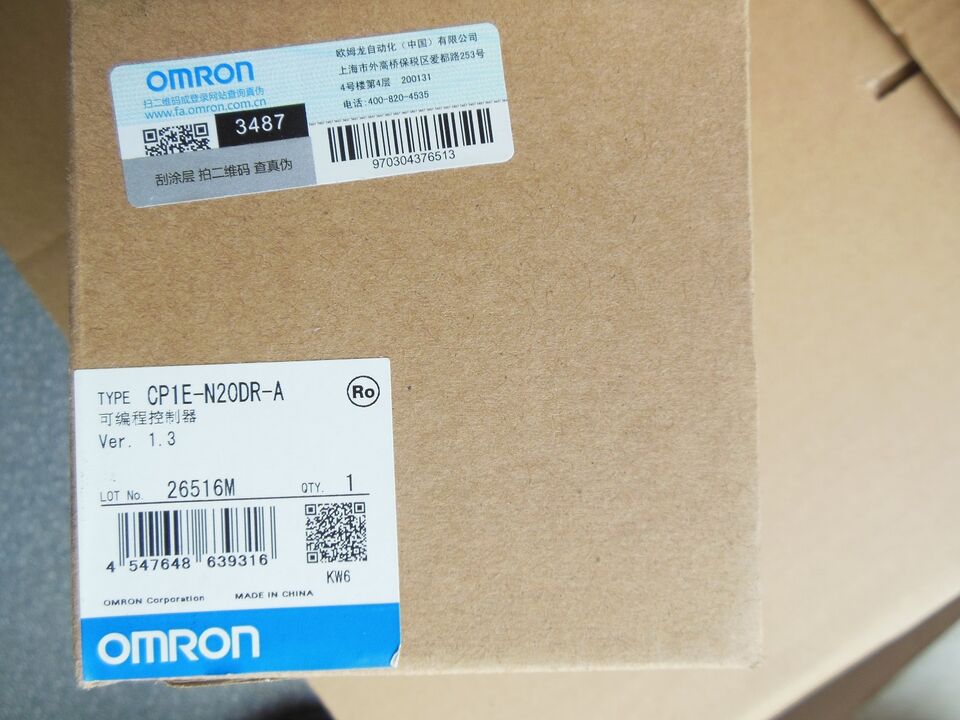 OMRON
扫二维码或登录网站查询真伪
www.fa.omron.com.cn
3487
刮涂层 拍二维码 查真伪
欧姆龙自动化（中国）有限公司
上海市外高桥保税区爱都路253号
4号楼第4层 200131
电话:400-820-4535
970304376513
TYPE CP1E-N20DR-A
Ro
可编程控制器
Ver. 1.3
LOT No. 26516M QTY. 1
4 547648 639316
KW6
OMRON Corporation MADE IN CHINA
OMRON